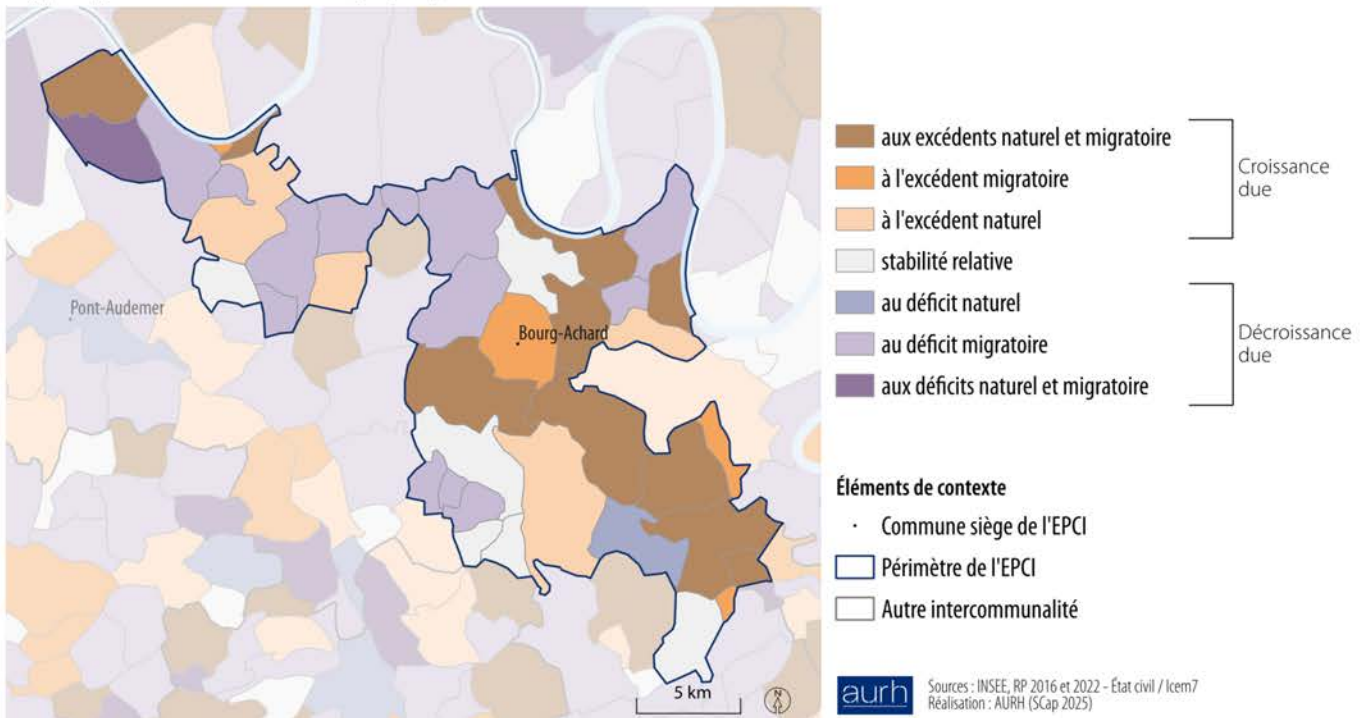 Pont-Audemer
Bourg-Achard
5 km
N
aux excédents naturel et migratoire
à l'excédent migratoire
à l'excédent naturel
Croissance
due
stabilité relative
au déficit naturel
au déficit migratoire
aux déficits naturel et migratoire
Décroissance
due
Éléments de contexte
Commune siège de l'EPCI
Périmètre de l'EPCI
Autre intercommunalité
aurh
Sources : INSEE, RP 2016 et 2022 - État civil / Icem7
Réalisation : AURH (SCap 2025)